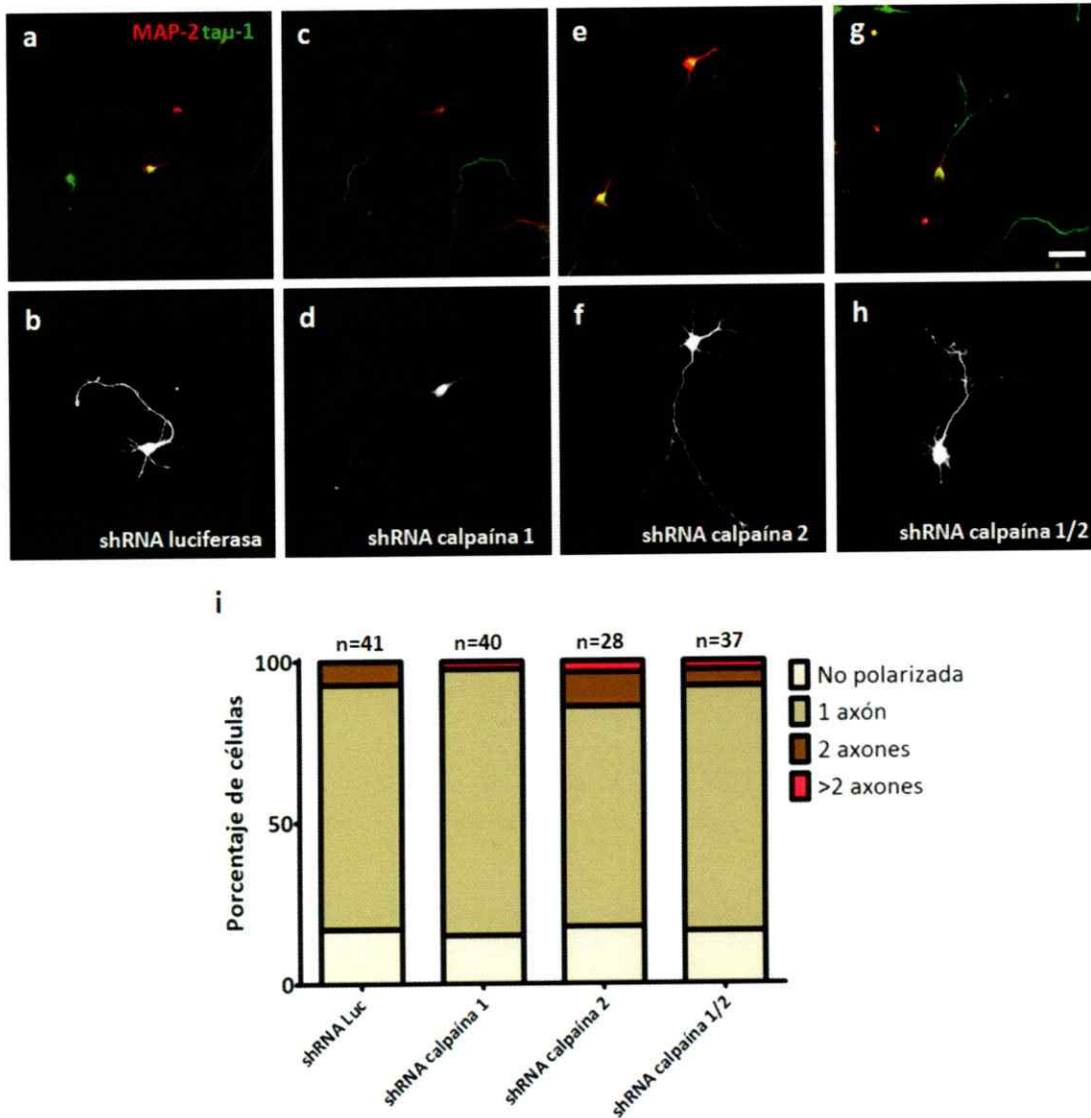 a
MAP-2 tau-1
c
e
g
b
d
f
h
shRNA luciferasa
shRNA calpaína 1
shRNA calpaína 2
shRNA calpaína 1/2
i
n=41
n=40
n=28
n=37
100
50
0
Porcentaje de células
No polarizada
1 axón
2 axones
>2 axones
shRNA Luc
shRNA calpaína 1
shRNA calpaína 2
shRNA calpaína 1/2